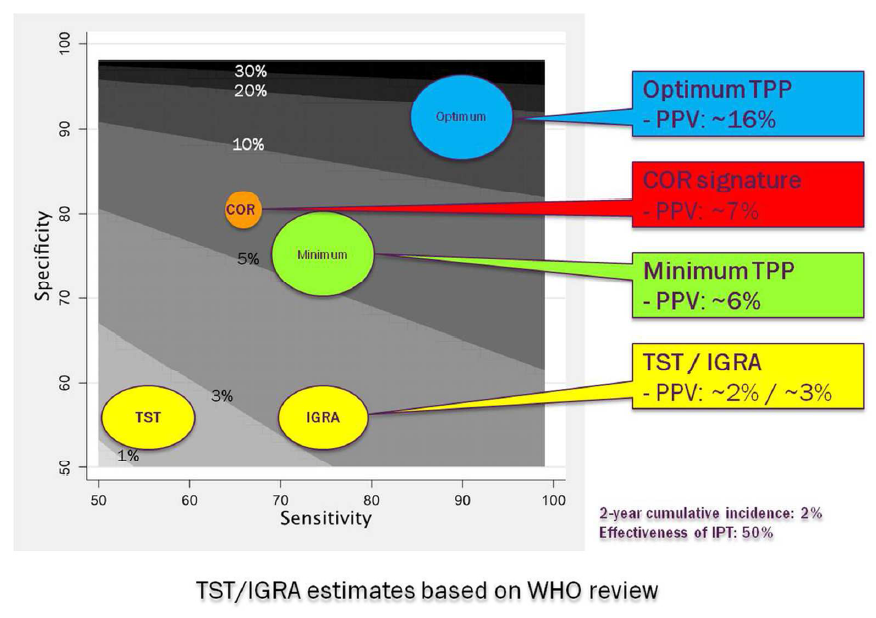 100
90
80
70
60
50
Specificity
30%
20%
10%
5%
3%
1%
Optimum
COR
Minimum
TST
IGRA
50 60 70 80 90 100
Sensitivity
Optimum TPP
- PPV: ~16%
COR signature
- PPV: ~7%
Minimum TPP
- PPV: ~6%
TST / IGRA
- PPV: ~2% / ~3%
2-year cumulative incidence: 2%
Effectiveness of IPT: 50%
TST/IGRA estimates based on WHO review